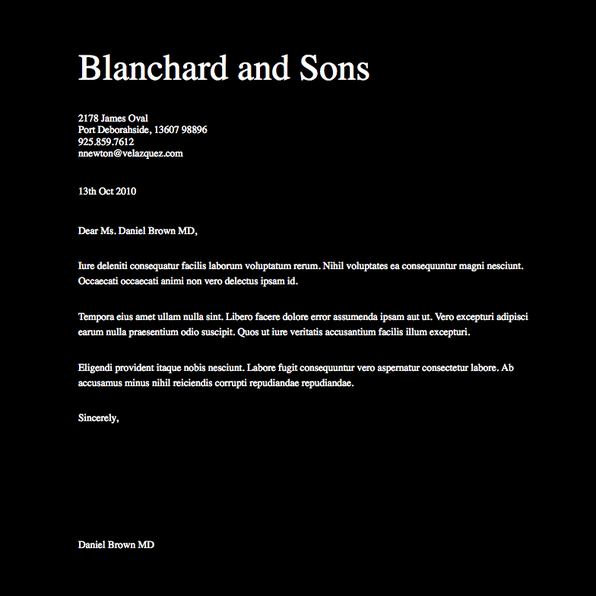 Blanchard and Sons
2178 James Oval
Port Deborahside, 13607 98896
925.859.7612
nnewton@velazquez.com
13th Oct 2010
Dear Ms. Daniel Brown MD,
Iure deleniti consequatur facilis laborum voluptatum rerum. Nihil voluptates ea consequuntur magni nesciunt.
Occaecati occaecati animi non vero delectus ipsam id.
Tempora eius amet ullam nulla sint. Libero facere dolore error assumenda ipsam aut ut. Vero excepturi adipisci
earum nulla praesentium odio suscipit. Quos ut iure veritatis accusantium facilis illum excepturi.
Eligendi provident itaque nobis nesciunt. Labore fugit consequuntur vero aspernatur consectetur labore. Ab
accusamus minus nihil reiciendis corrupti repudiandae repudiandae.
Sincerely,
Daniel Brown MD